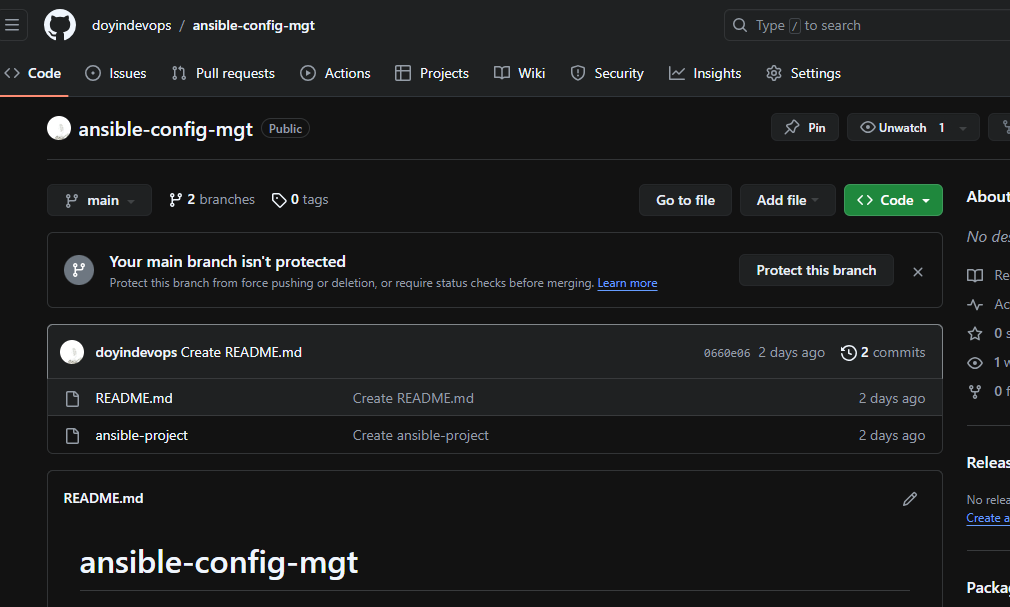 doyindevops / ansible-config-mgt
Type / to search
Code Issues Pull requests Actions Projects Wiki Security Insights Settings
ansible-config-mgt Public
Pin Unwatch 1
main 2 branches 0 tags
Go to file Add file Code
About
No des
Your main branch isn't protected
Protect this branch from force pushing or deletion, or require status checks before merging. Learn more
Protect this branch
Re
Ac
0 s
1 w
0 f
doyindevops Create README.md 0660e06 2 days ago 2 commits
README.md Create README.md 2 days ago
ansible-project Create ansible-project 2 days ago
Releas
No relea
Create a
README.md
ansible-config-mgt
Packag